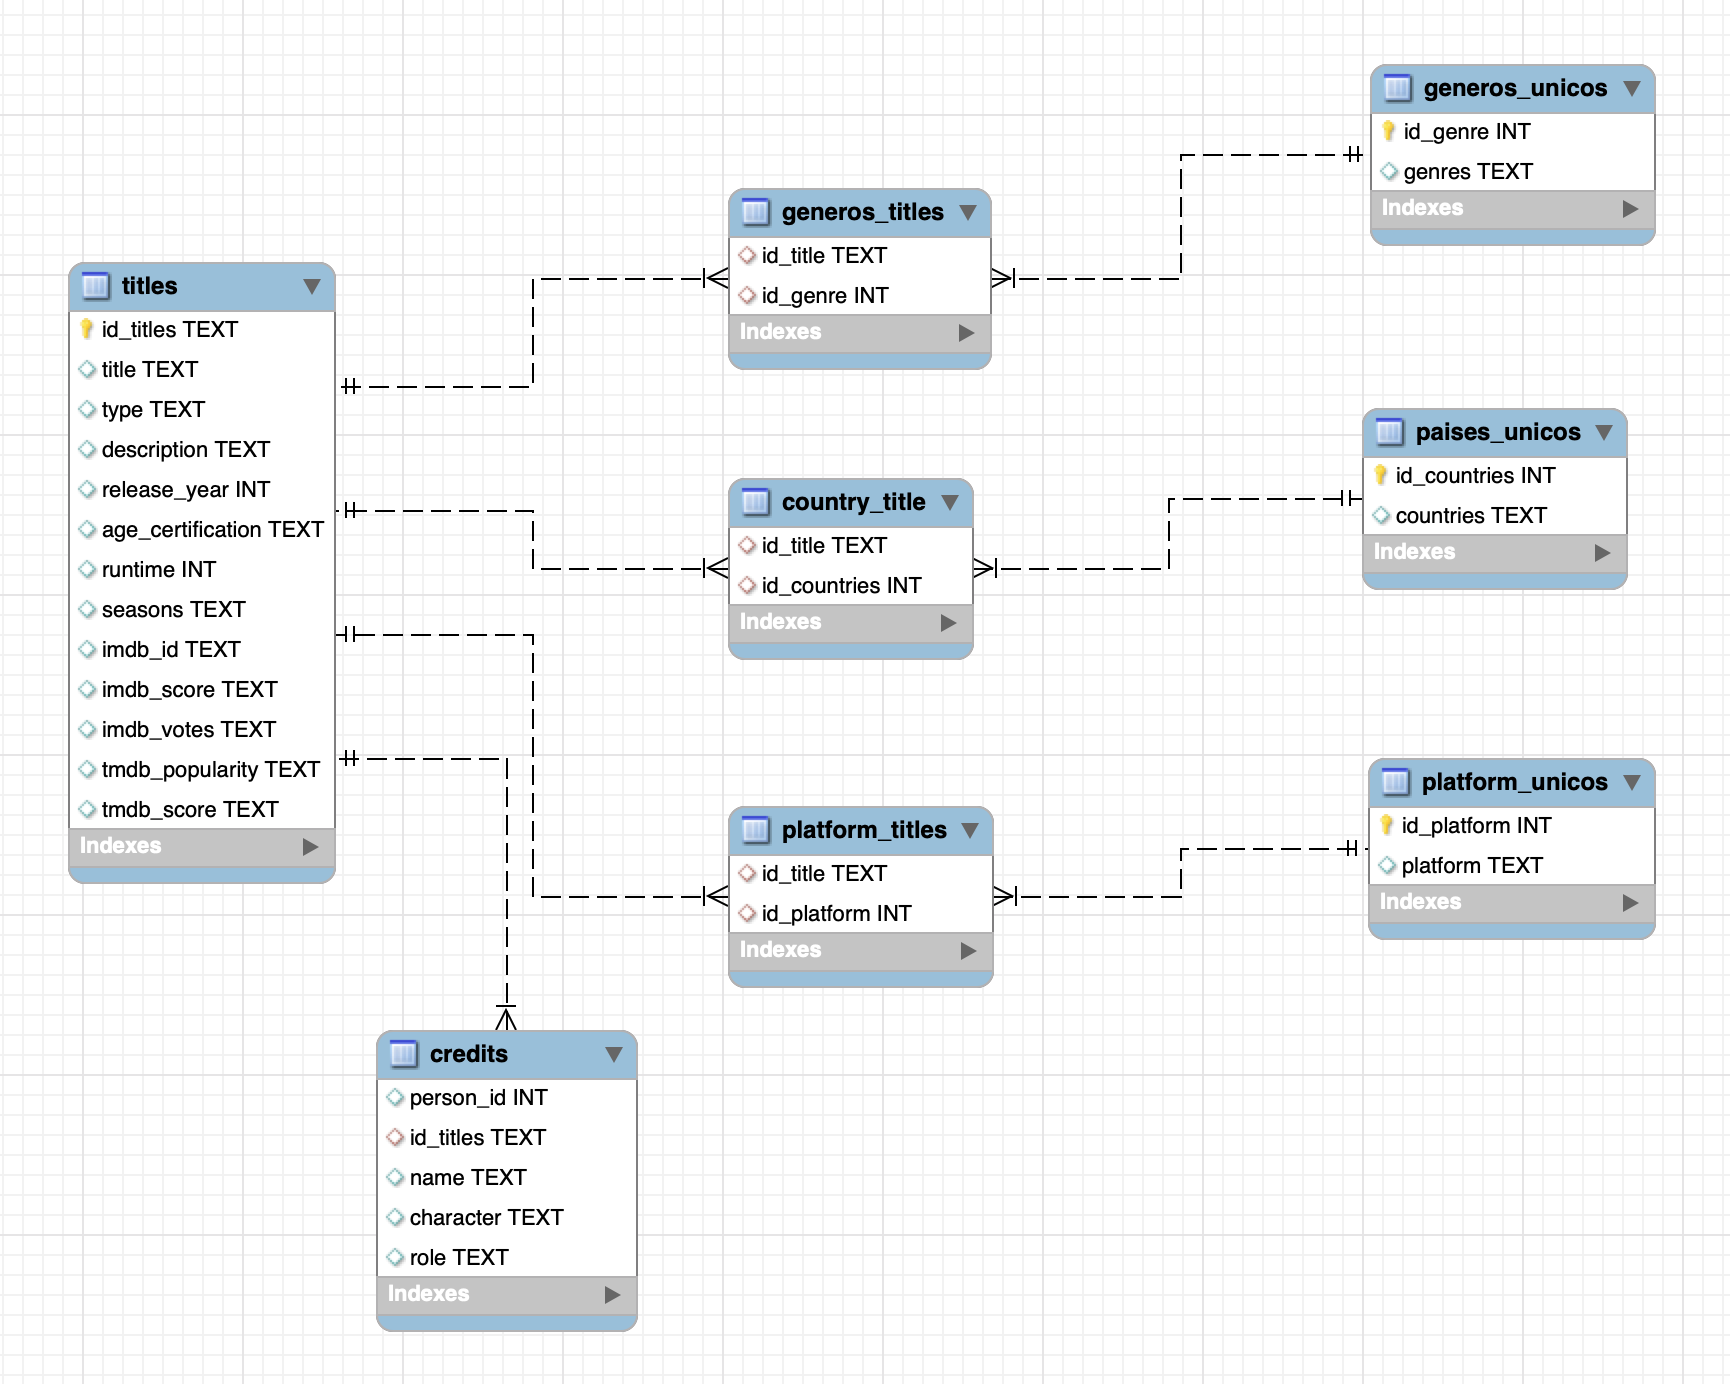 titles
id_titles TEXT
title TEXT
type TEXT
description TEXT
release_year INT
age_certification TEXT
runtime INT
seasons TEXT
imdb_id TEXT
imdb_score TEXT
imdb_votes TEXT
tmdb_popularity TEXT
tmdb_score TEXT
Indexes
generos_titles
id_title TEXT
id_genre INT
Indexes
generos_unicos
id_genre INT
genres TEXT
Indexes
country_title
id_title TEXT
id_countries INT
Indexes
paises_unicos
id_countries INT
countries TEXT
Indexes
platform_titles
id_title TEXT
id_platform INT
Indexes
platform_unicos
id_platform INT
platform TEXT
Indexes
credits
person_id INT
id_titles TEXT
name TEXT
character TEXT
role TEXT
Indexes